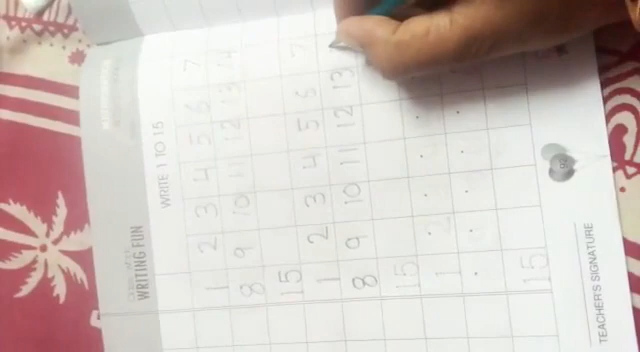 WRITING FUN
WRITE 1 TO 15
1 2 3 4 5 6 7
8 9 10 11 12 13 14
15
1 2 3 4 5 6 7
8 9 10 11 12 13
15
1 2
15
TEACHER'S SIGNATURE